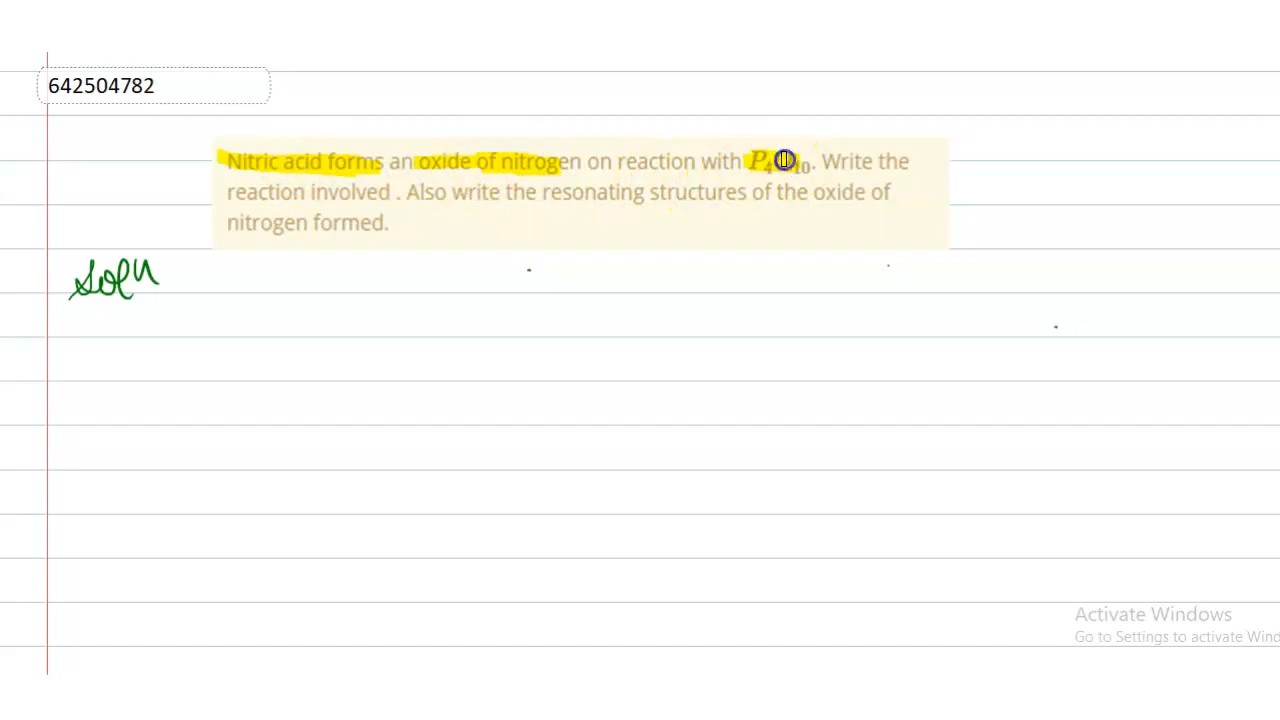 642504782
Nitric acid forms an oxide of nitrogen on reaction with P₄O₁₀. Write the
reaction involved . Also write the resonating structures of the oxide of
nitrogen formed.
Soln
Activate Windows
Go to Settings to activate Wind